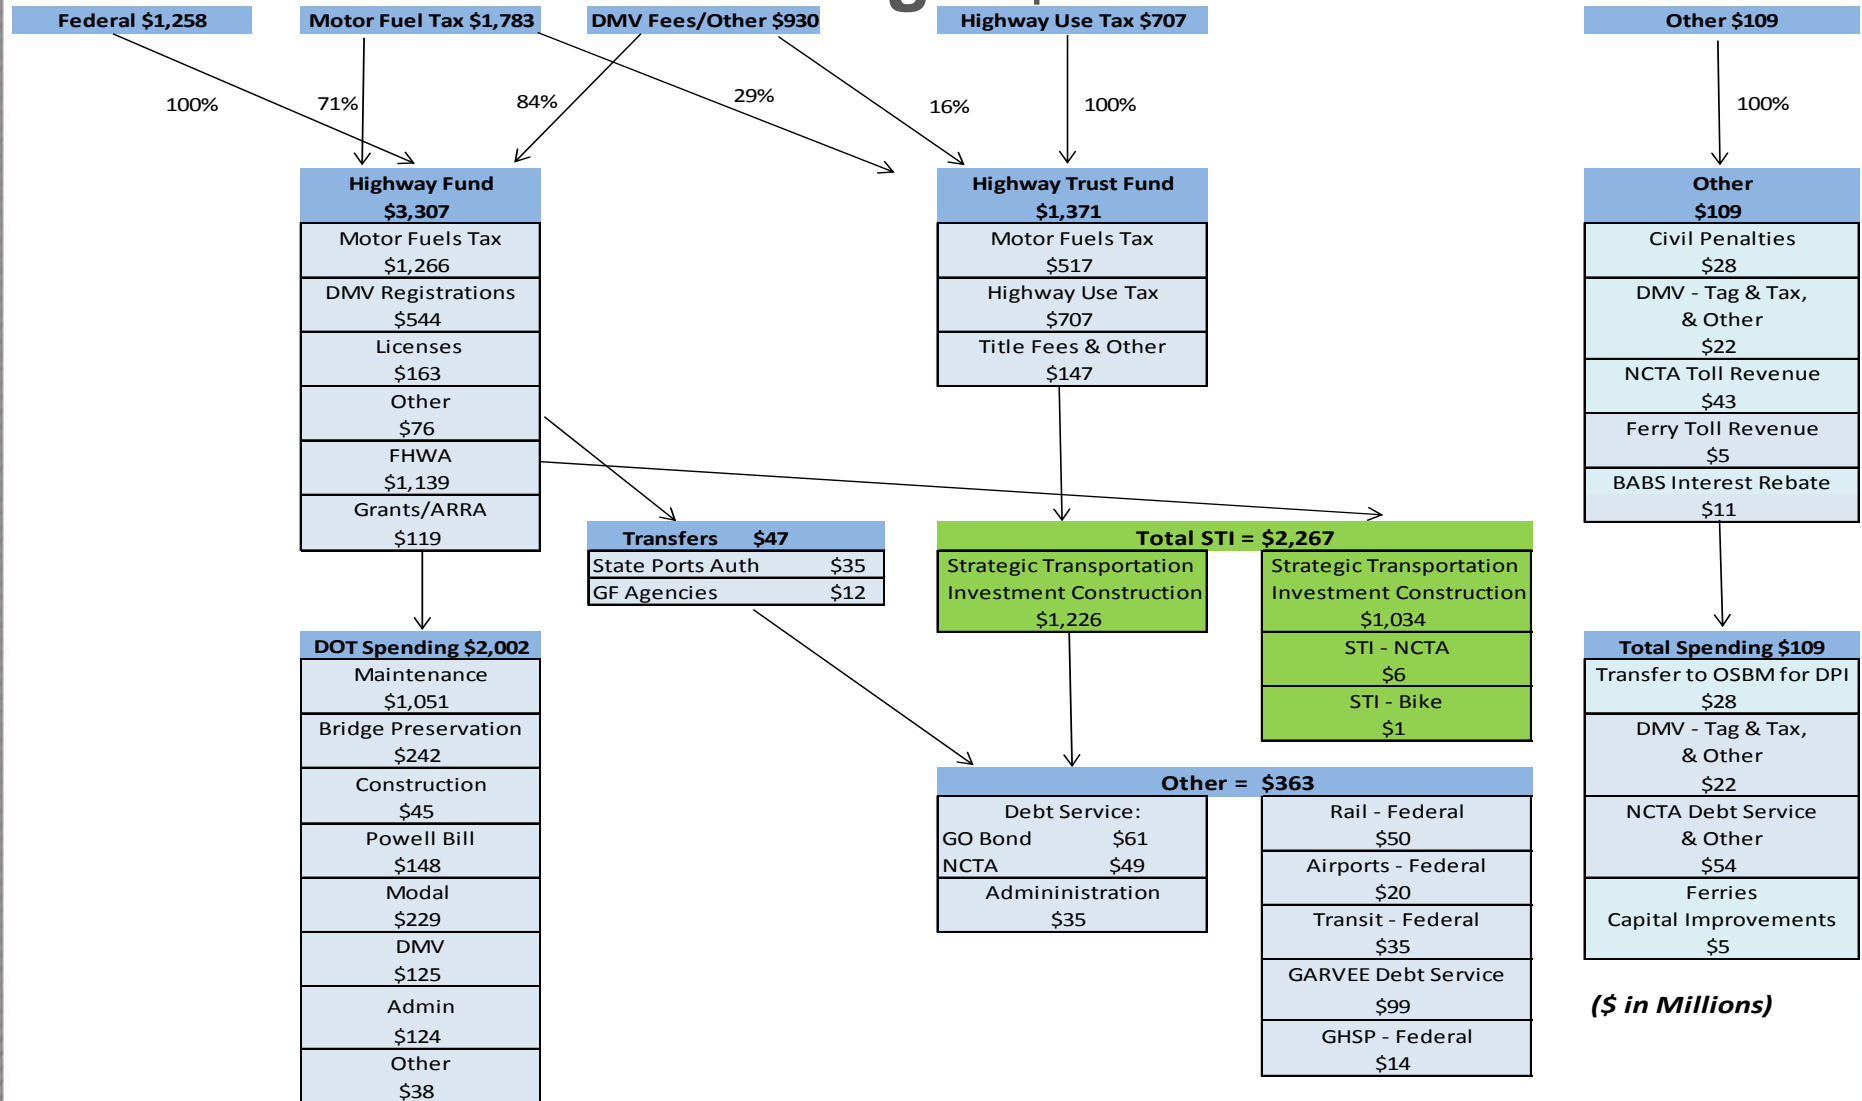 Federal $1,258
Motor Fuel Tax $1,783
DMV Fees/Other $930
Highway Use Tax $707
Other $109
100%
71%
84%
29%
16%
100%
100%
Highway Fund
$3,307
Motor Fuels Tax
$1,266
DMV Registrations
$544
Licenses
$163
Other
$76
FHWA
$1,139
Grants/ARRA
$119
Highway Trust Fund
$1,371
Motor Fuels Tax
$517
Highway Use Tax
$707
Title Fees & Other
$147
Other
$109
Civil Penalties
$28
DMV - Tag & Tax,
& Other
$22
NCTA Toll Revenue
$43
Ferry Toll Revenue
$5
BABS Interest Rebate
$11
Transfers $47
State Ports Auth $35
GF Agencies $12
Total STI = $2,267
Strategic Transportation
Investment Construction
$1,226
Strategic Transportation
Investment Construction
$1,034
STI - NCTA
$6
STI - Bike
$1
DOT Spending $2,002
Maintenance
$1,051
Bridge Preservation
$242
Construction
$45
Powell Bill
$148
Modal
$229
DMV
$125
Admin
$124
Other
$38
Other = $363
Debt Service:
GO Bond $61
NCTA $49
Admininistration
$35
Rail - Federal
$50
Airports - Federal
$20
Transit - Federal
$35
GARVEE Debt Service
$99
GHSP - Federal
$14
Total Spending $109
Transfer to OSBM for DPI
$28
DMV - Tag & Tax,
& Other
$22
NCTA Debt Service
& Other
$54
Ferries
Capital Improvements
$5
($ in Millions)